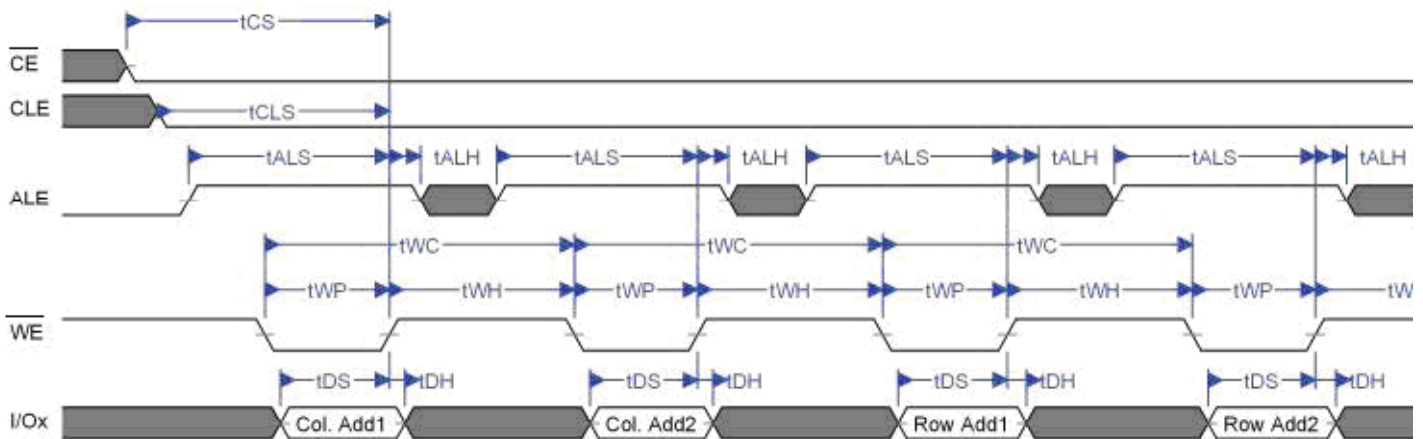 tCS
CE
CLE tCLS
tALS tALH tALS tALH tALS tALH tALS tALH
ALE
tWC tWC tWC
tWP tWH tWP tWH tWP tWH tWP tW
WE
tDS tDH tDS tDH tDS tDH tDS tDH
I/Ox Col. Add1 Col. Add2 Row Add1 Row Add2